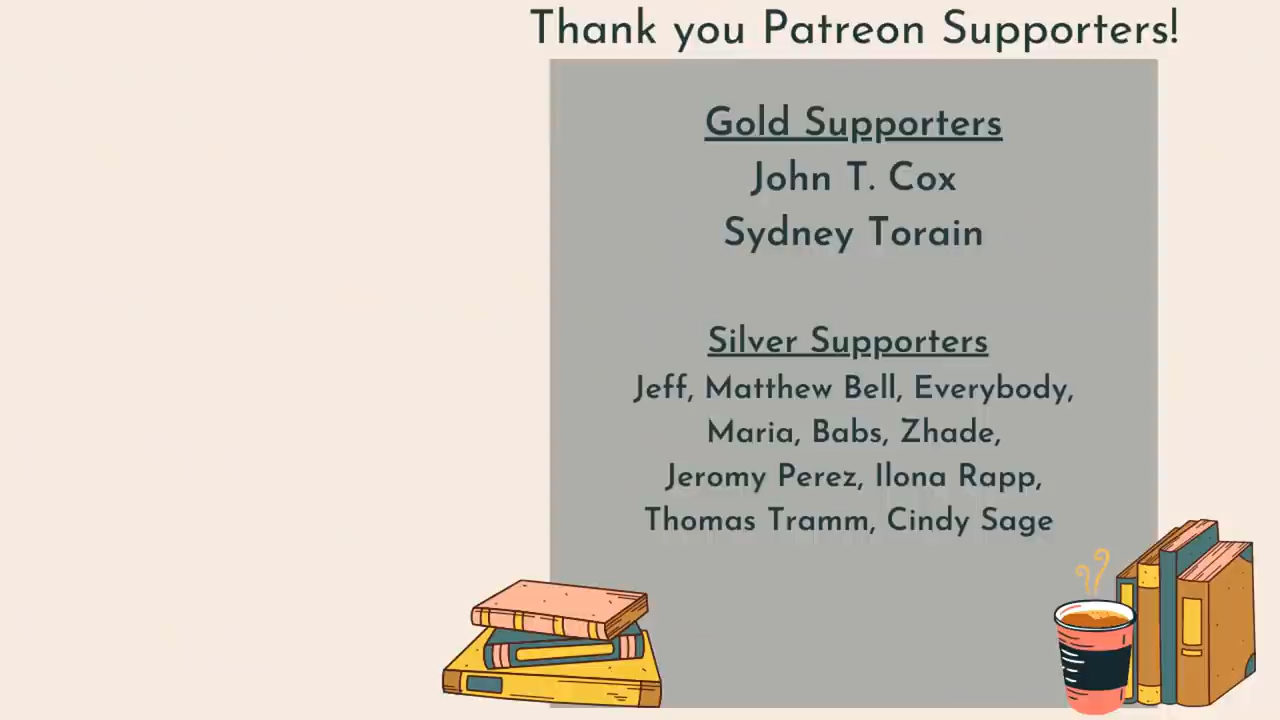 Thank you Patreon Supporters!
Gold Supporters
John T. Cox
Sydney Torain
Silver Supporters
Jeff, Matthew Bell, Everybody,
Maria, Babs, Zhade,
Jeromy Perez, Ilona Rapp,
Thomas Tramm, Cindy Sage